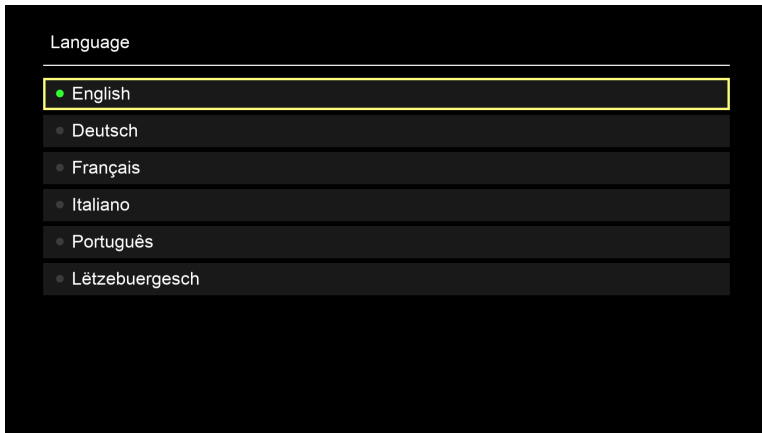 Language
English
Deutsch
Français
Italiano
Português
Lëtzebuergesch